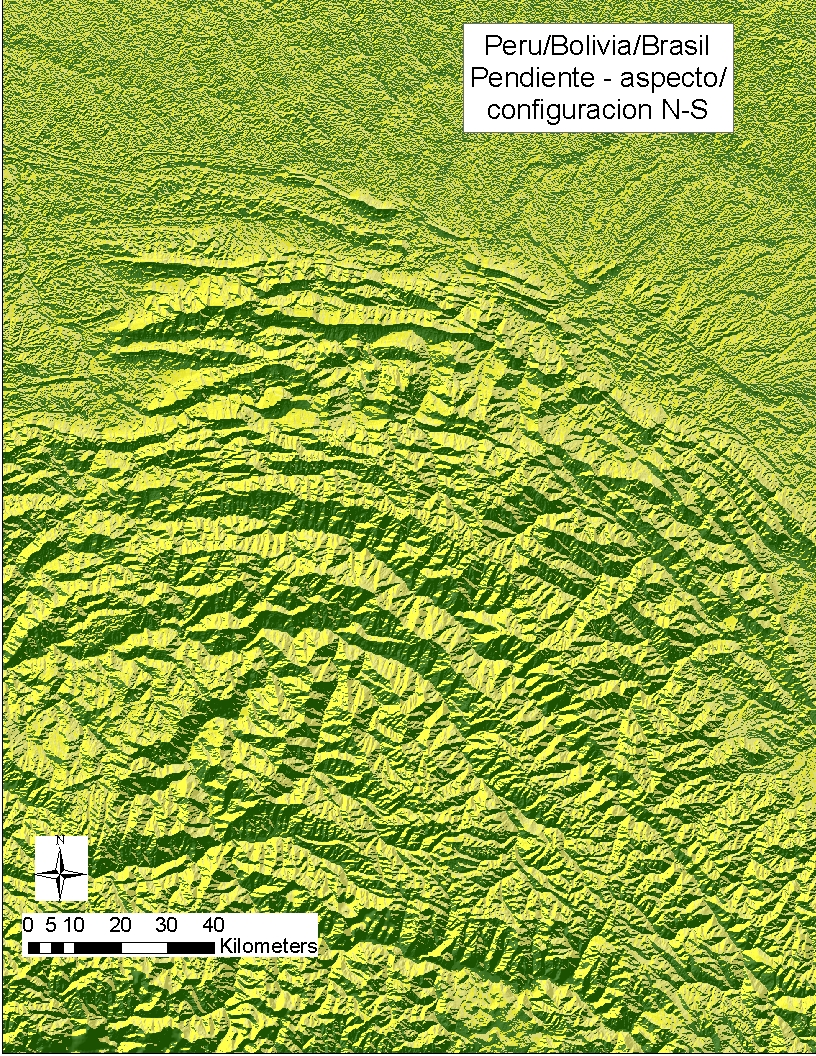 Peru/Bolivia/Brasil
Pendiente - aspecto/
configuracion N-S
N
0 5 10 20 30 40
Kilometers